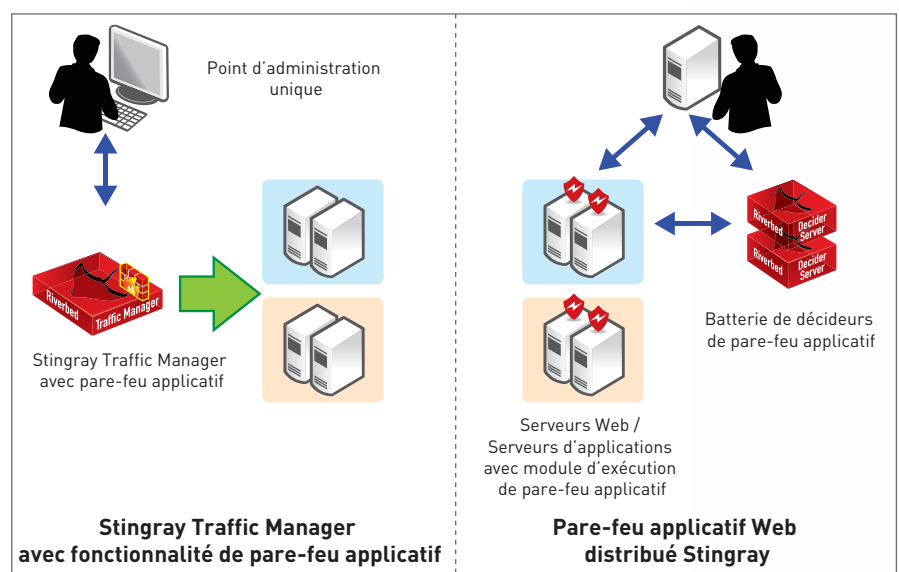 Point d'administration
unique
Riverbed
Traffic Manager
Stingray Traffic Manager
avec pare-feu applicatif
Stingray Traffic Manager
avec fonctionnalité de pare-feu applicatif
Riverbed
Decider
Server
Riverbed
Decider
Server
Batterie de décideurs
de pare-feu applicatif
Serveurs Web /
Serveurs d'applications
avec module d'exécution
de pare-feu applicatif
Pare-feu applicatif Web
distribué Stingray